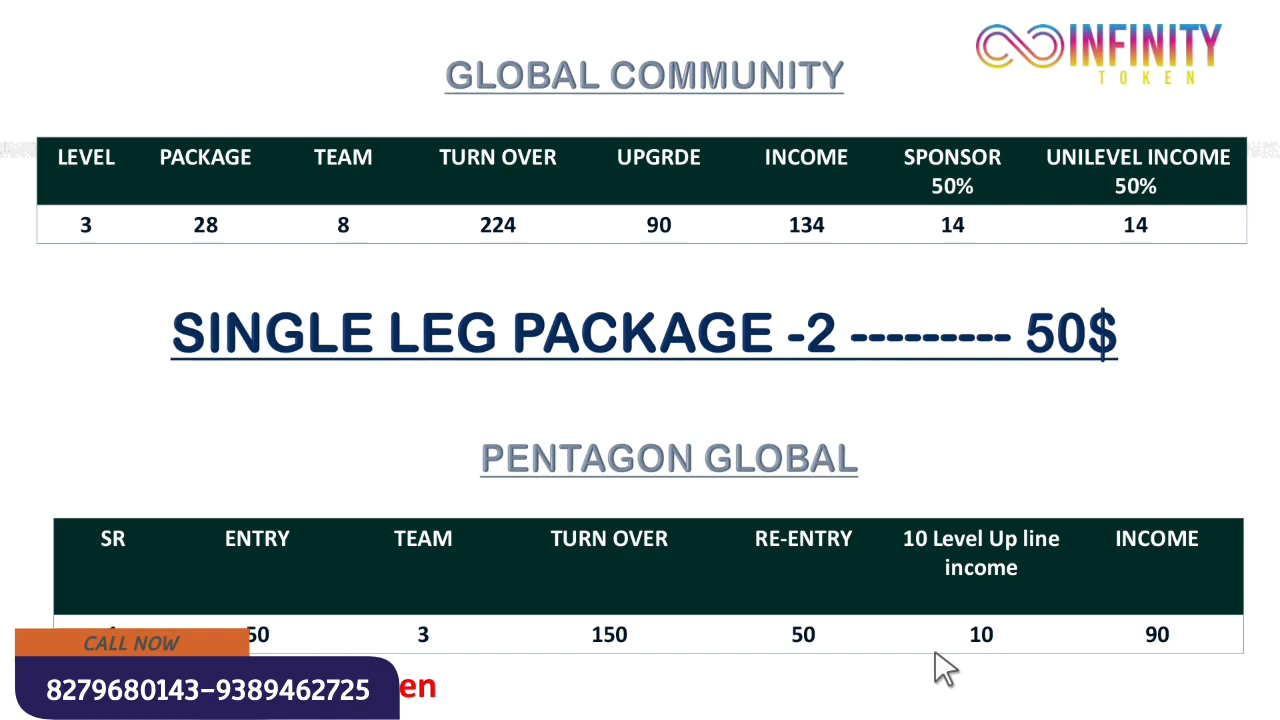 INFINITY
TOKEN
GLOBAL COMMUNITY
LEVEL PACKAGE TEAM TURN OVER UPGRDE INCOME SPONSOR 50% UNILEVEL INCOME 50%
3 28 8 224 90 134 14 14
SINGLE LEG PACKAGE -2 --------- 50$
PENTAGON GLOBAL
SR ENTRY TEAM TURN OVER RE-ENTRY 10 Level Up line income INCOME
50 3 150 50 10 90
CALL NOW
8279680143-9389462725
en